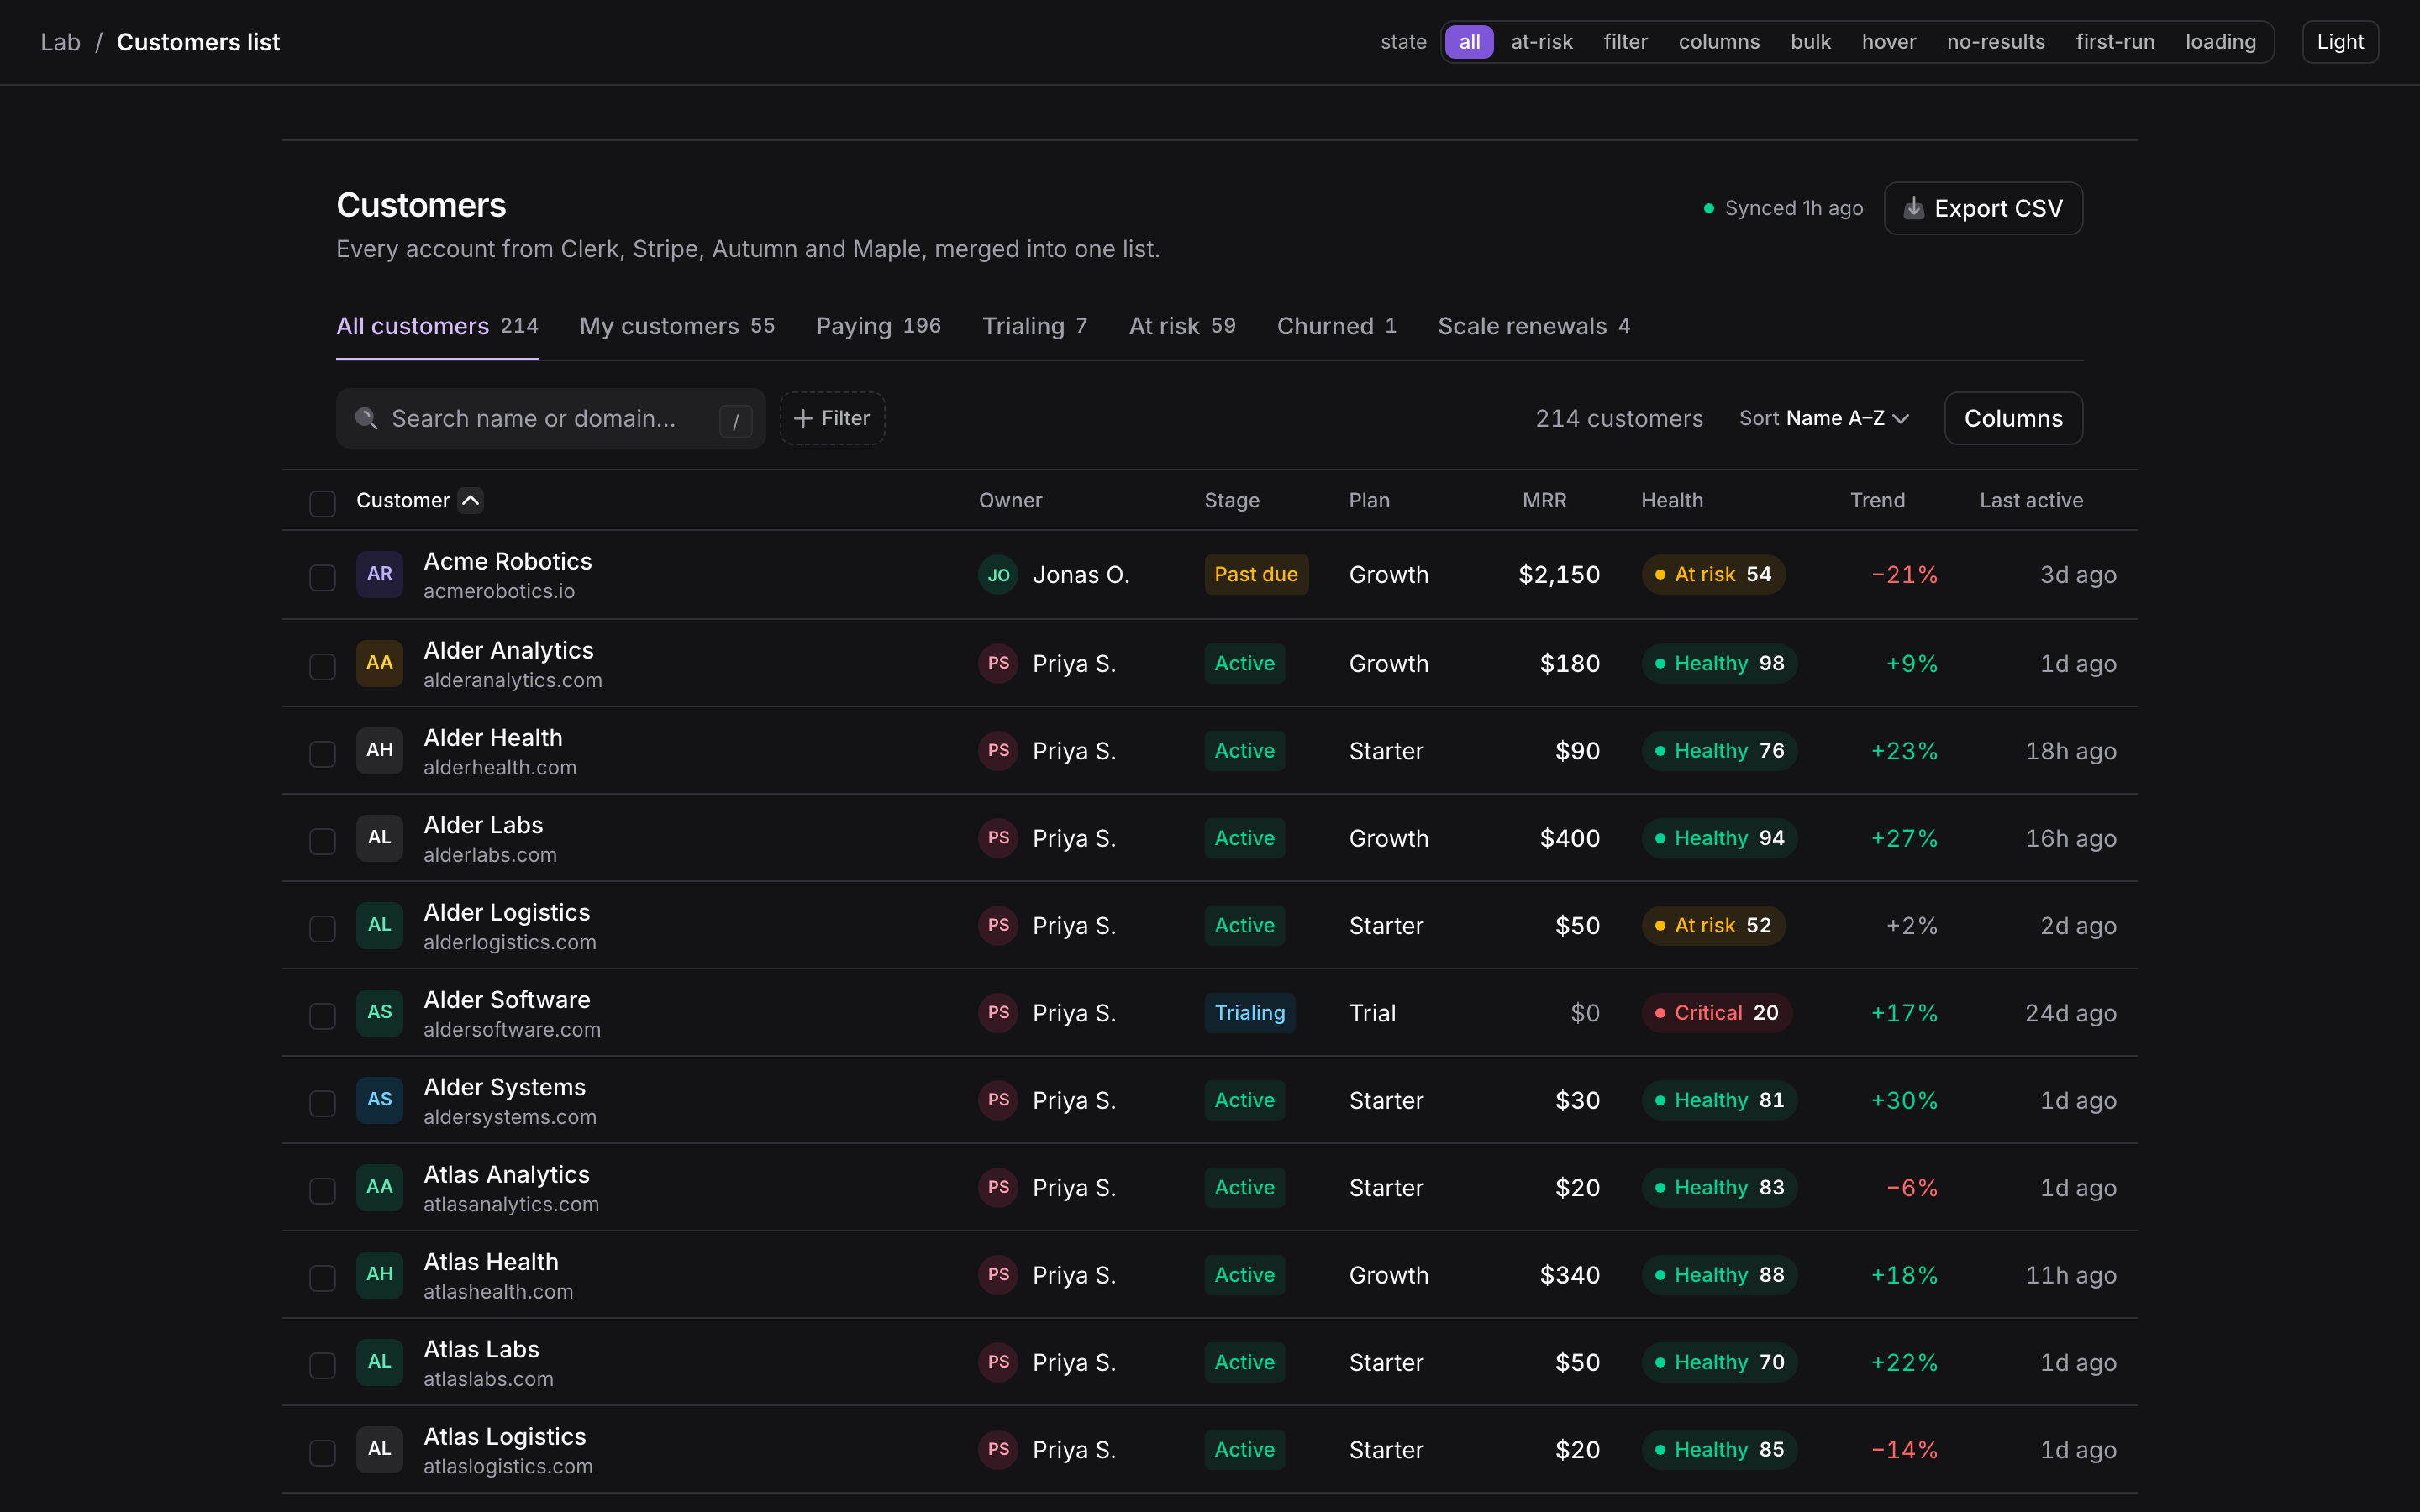 Lab / Customers list
state all at-risk filter columns bulk hover no-results first-run loading Light
Customers
Synced 1h ago Export CSV
Every account from Clerk, Stripe, Autumn and Maple, merged into one list.
All customers 214 My customers 55 Paying 196 Trialing 7 At risk 59 Churned 1 Scale renewals 4
Search name or domain... / Filter 214 customers Sort Name A–Z Columns
Customer Owner Stage Plan MRR Health Trend Last active
AR Acme Robotics JO Jonas O. Past due Growth $2,150 At risk 54 −21% 3d ago
acmerobotics.io
AA Alder Analytics PS Priya S. Active Growth $180 Healthy 98 +9% 1d ago
alderanalytics.com
AH Alder Health PS Priya S. Active Starter $90 Healthy 76 +23% 18h ago
alderhealth.com
AL Alder Labs PS Priya S. Active Growth $400 Healthy 94 +27% 16h ago
alderlabs.com
AL Alder Logistics PS Priya S. Active Starter $50 At risk 52 +2% 2d ago
alderlogistics.com
AS Alder Software PS Priya S. Trialing Trial $0 Critical 20 +17% 24d ago
aldersoftware.com
AS Alder Systems PS Priya S. Active Starter $30 Healthy 81 +30% 1d ago
aldersystems.com
AA Atlas Analytics PS Priya S. Active Starter $20 Healthy 83 −6% 1d ago
atlasanalytics.com
AH Atlas Health PS Priya S. Active Growth $340 Healthy 88 +18% 11h ago
atlashealth.com
AL Atlas Labs PS Priya S. Active Starter $50 Healthy 70 +22% 1d ago
atlaslabs.com
AL Atlas Logistics PS Priya S. Active Starter $20 Healthy 85 −14% 1d ago
atlaslogistics.com